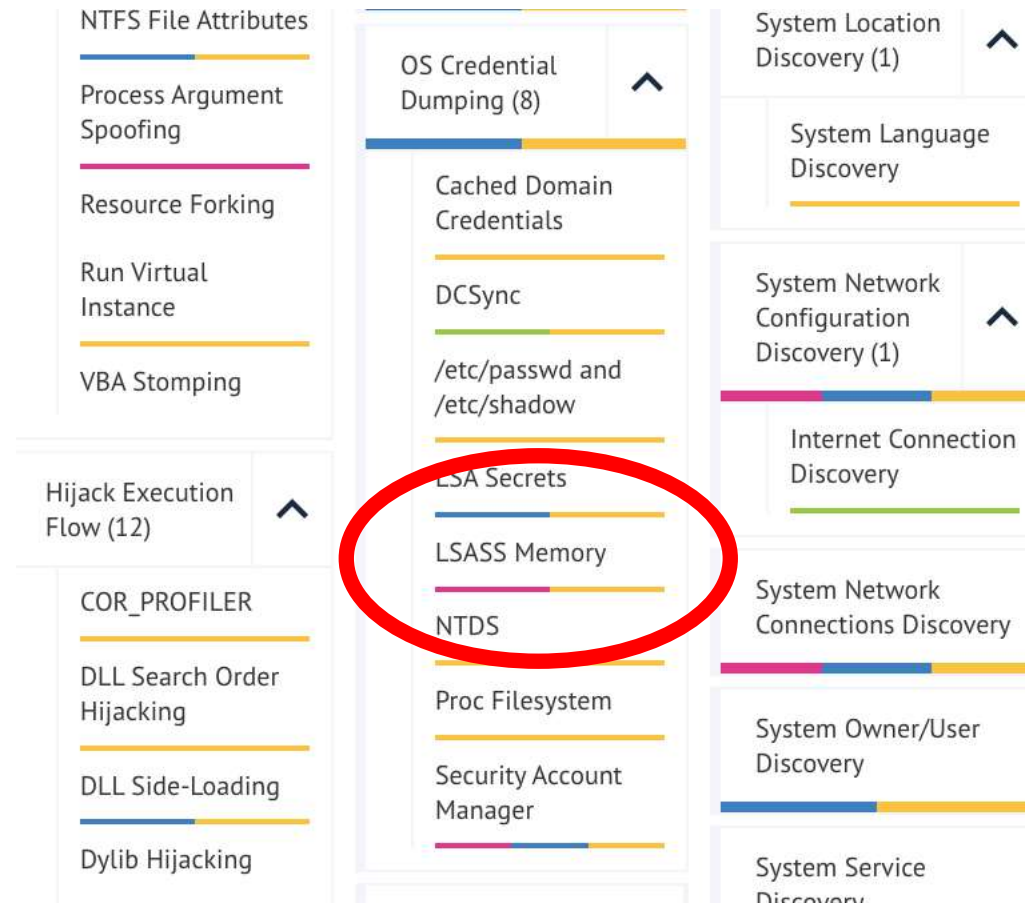 NTFS File Attributes
Process Argument
Spoofing
Resource Forking
Run Virtual
Instance
VBA Stomping
Hijack Execution
Flow (12)
COR_PROFILER
DLL Search Order
Hijacking
DLL Side-Loading
Dylib Hijacking
OS Credential
Dumping (8)
Cached Domain
Credentials
DCSync
/etc/passwd and
/etc/shadow
LSA Secrets
LSASS Memory
NTDS
Proc Filesystem
Security Account
Manager
System Location
Discovery (1)
System Language
Discovery
System Network
Configuration
Discovery (1)
Internet Connection
Discovery
System Network
Connections Discovery
System Owner/User
Discovery
System Service
Discovery